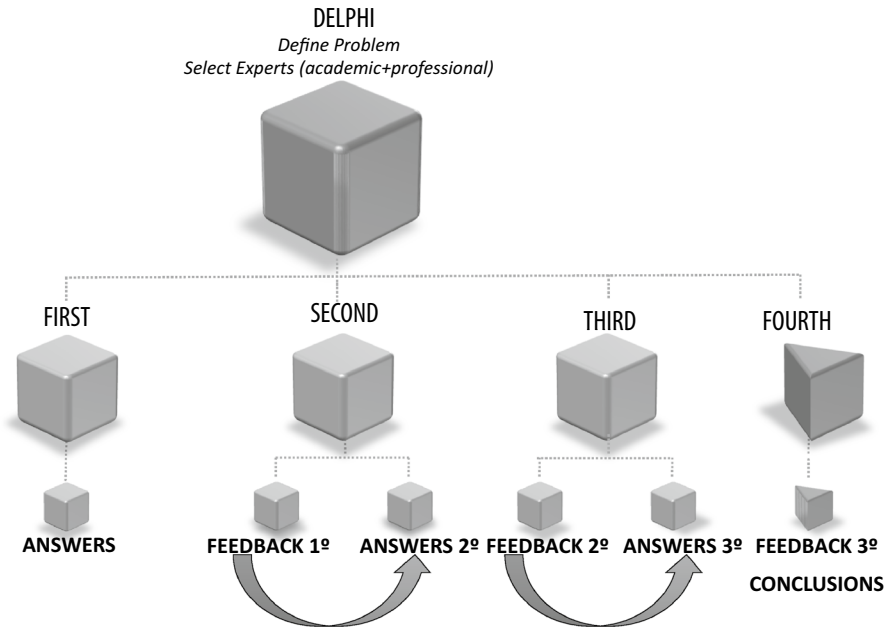 DELPHI
Define Problem
Select Experts (academic+professional)
FIRST
SECOND
THIRD
FOURTH
ANSWERS
FEEDBACK 1º
ANSWERS 2º
FEEDBACK 2º
ANSWERS 3º
FEEDBACK 3º
CONCLUSIONS